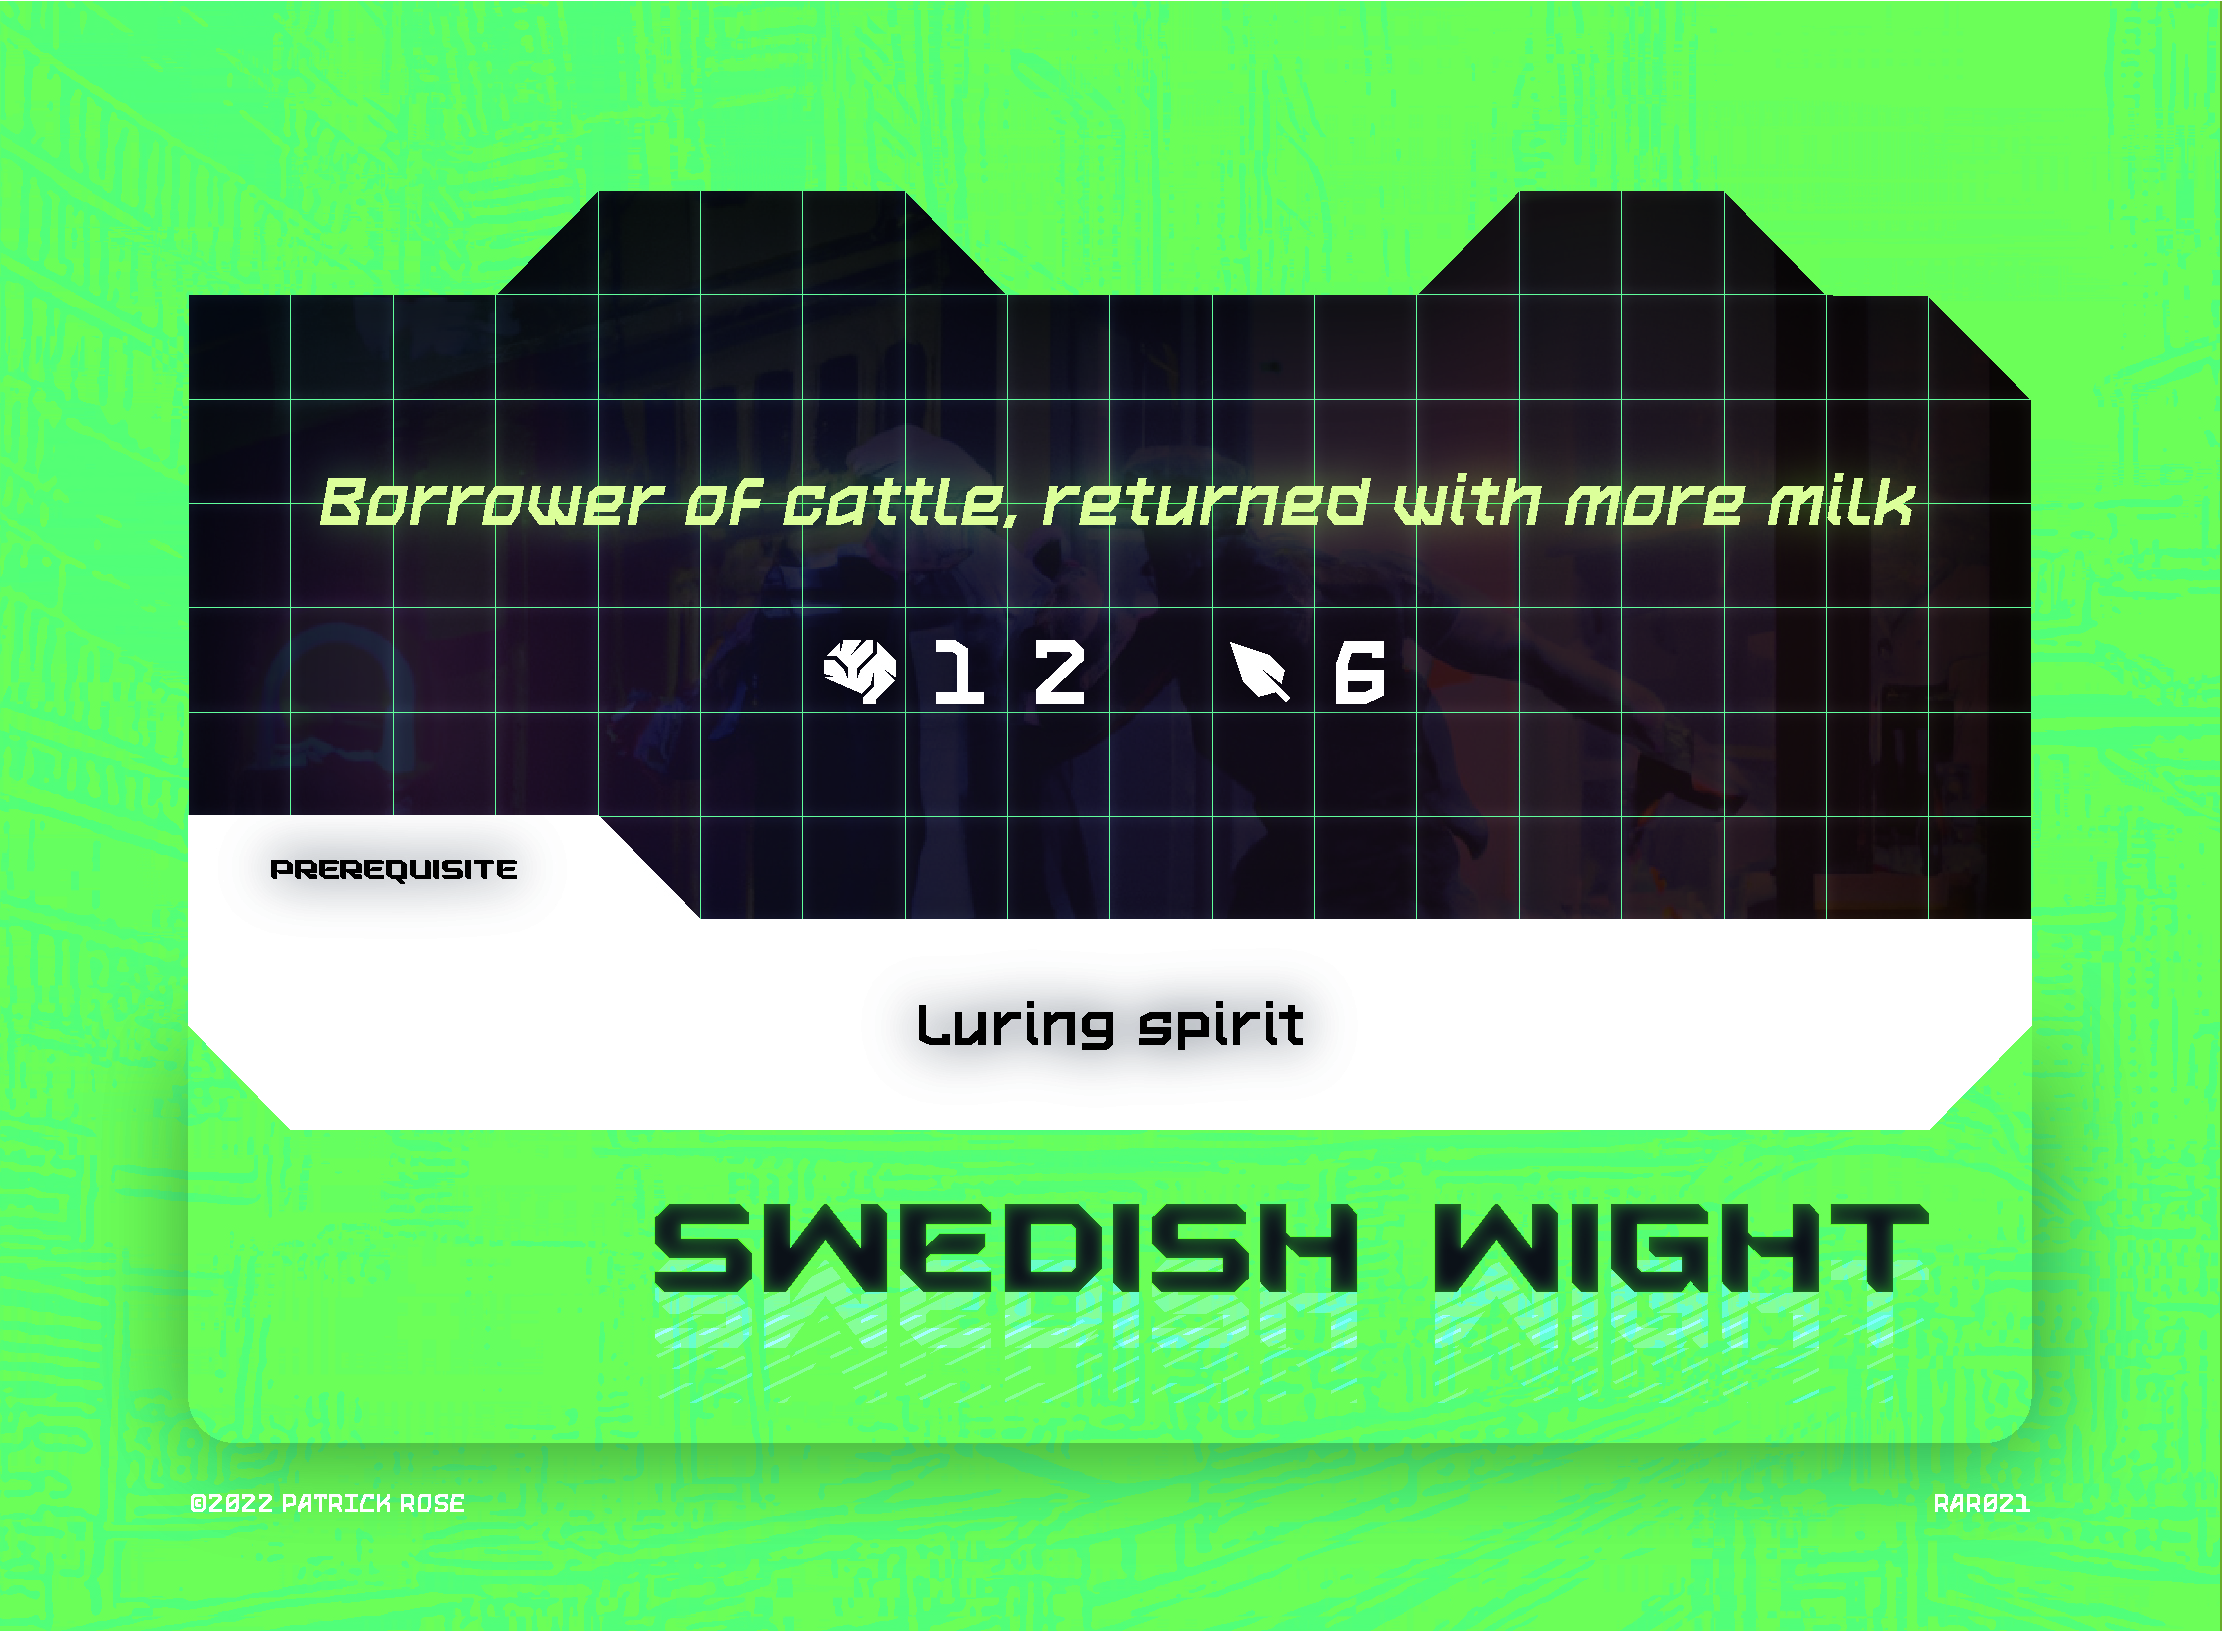 Borrower of cattle, returned with more milk
12 6
PREREQUISITE
Luring spirit
SWEDISH WIGHT
©2022 PATRICK ROSE
RAR021